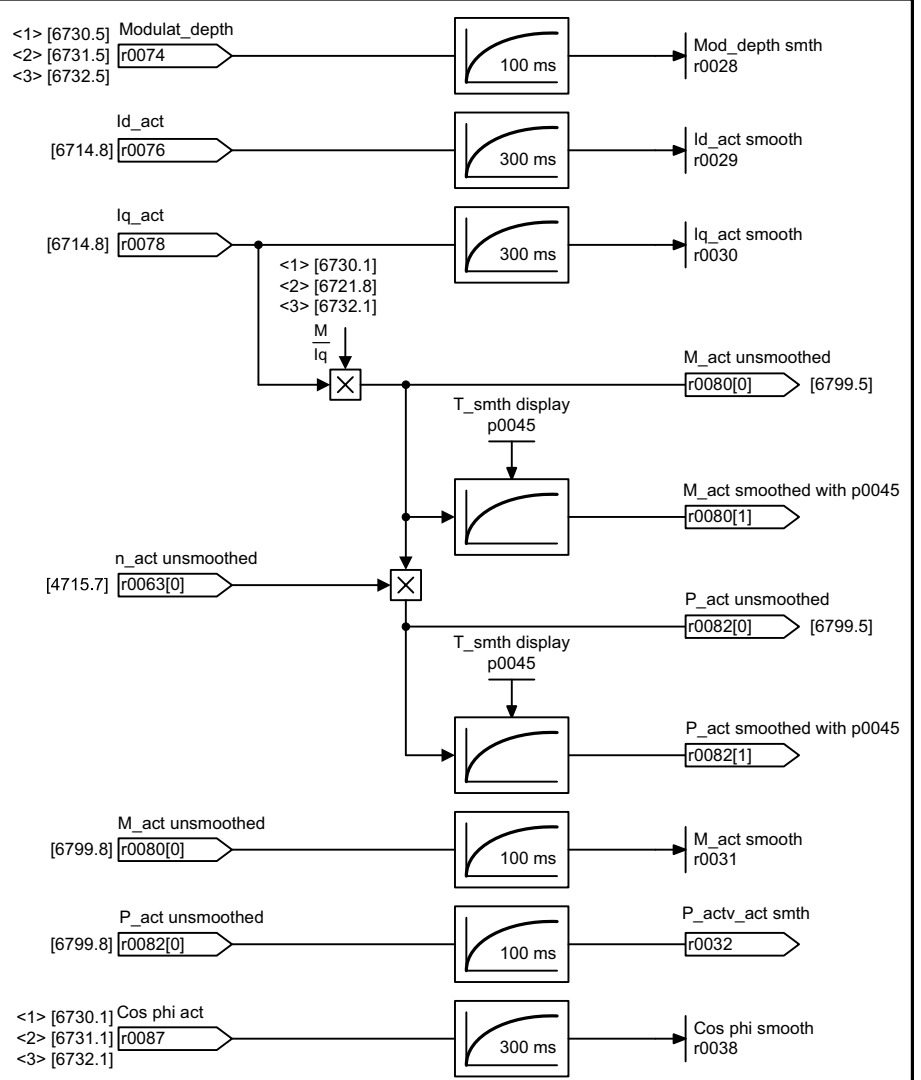 <1> [6730.5] Modulat_depth
<2> [6731.5] r0074
<3> [6732.5]
100 ms
Mod_depth smth
r0028
Id_act
[6714.8] r0076
300 ms
Id_act smooth
r0029
Iq_act
[6714.8] r0078
300 ms
Iq_act smooth
r0030
<1> [6730.1]
<2> [6721.8]
<3> [6732.1]
M
Iq
M_act unsmoothed
r0080[0] [6799.5]
T_smth display
p0045
M_act smoothed with p0045
r0080[1]
n_act unsmoothed
[4715.7] r0063[0]
P_act unsmoothed
r0082[0] [6799.5]
T_smth display
p0045
P_act smoothed with p0045
r0082[1]
M_act unsmoothed
[6799.8] r0080[0]
100 ms
M_act smooth
r0031
P_act unsmoothed
[6799.8] r0082[0]
100 ms
P_actv_act smth
r0032
<1> [6730.1] Cos phi act
<2> [6731.1] r0087
<3> [6732.1]
300 ms
Cos phi smooth
r0038